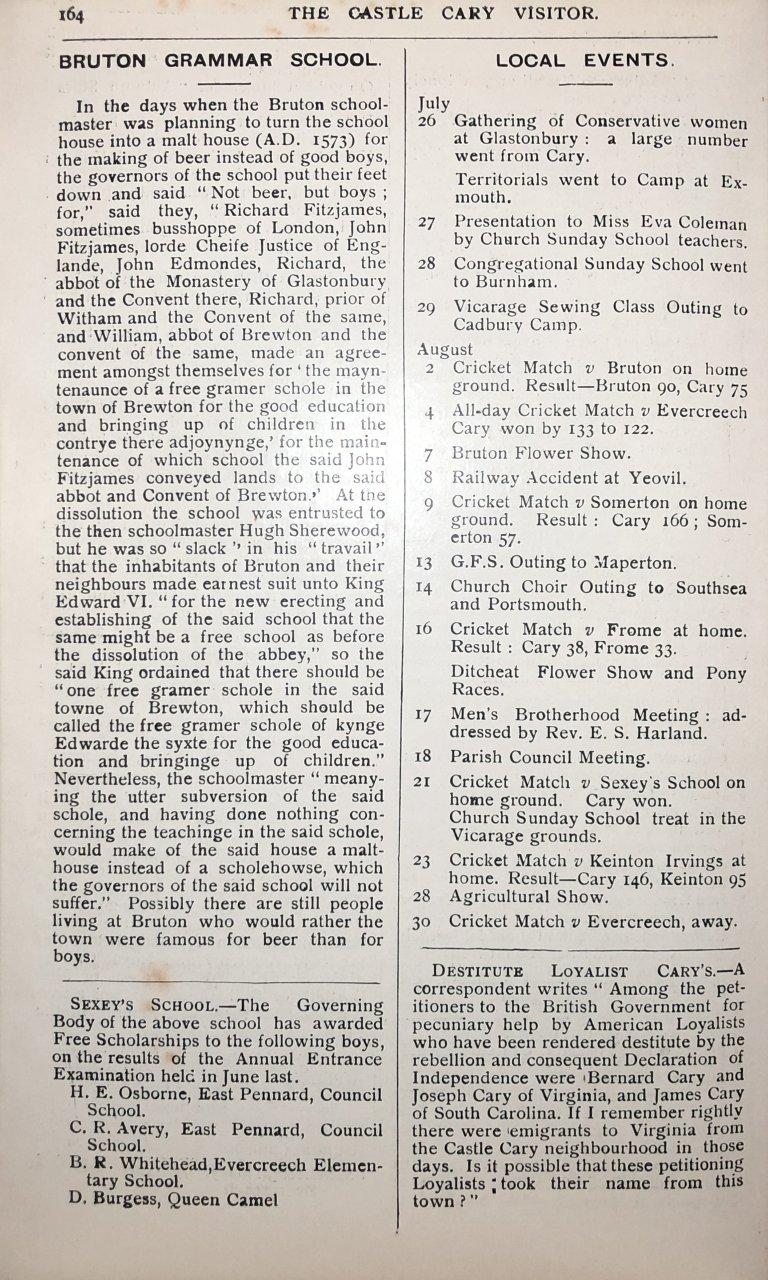 164
THE CASTLE CARY VISITOR.
BRUTON GRAMMAR SCHOOL.
In the days when the Bruton school-
master was planning to turn the school
house into a malt house (A.D. 1573) for
the making of beer instead of good boys,
the governors of the school put their feet
down and said “ Not beer, but boys ;
for,” said they, “ Richard Fitzjames,
sometimes busshoppe of London, John
Fitzjames, lorde Cheife Justice of Eng-
lande, John Edmondes, Richard, the
abbot of the Monastery of Glastonbury
and the Convent there, Richard, prior of
Witham and the Convent of the same,
and William, abbot of Brewton and the
convent of the same, made an agree-
ment amongst themselves for ‘ the mayn-
tenaunce of a free gramer schole in the
town of Brewton for the good education
and bringing up of children in the
contrye there adjoynynge,’ for the main-
tenance of which school the said John
Fitzjames conveyed lands to the said
abbot and Convent of Brewton.” At the
dissolution the school was entrusted to
the then schoolmaster Hugh Sherewood,
but he was so “ slack ” in his “ travail ”
that the inhabitants of Bruton and their
neighbours made earnest suit unto King
Edward VI. “ for the new erecting and
establishing of the said school that the
same might be a free school as before
the dissolution of the abbey,” so the
said King ordained that there should be
“ one free gramer schole in the said
towne of Brewton, which should be
called the free gramer schole of kynge
Edwarde the syxte for the good educa-
tion and bringinge up of children.”
Nevertheless, the schoolmaster “ meany-
ing the utter subversion of the said
schole, and having done nothing con-
cerning the teachinge in the said schole,
would make of the said house a malt-
house instead of a scholehowse, which
the governors of the said school will not
suffer.” Possibly there are still people
living at Bruton who would rather the
town were famous for beer than for
boys.
SEXEY'S SCHOOL.—The Governing
Body of the above school has awarded
Free Scholarships to the following boys,
on the results of the Annual Entrance
Examination held in June last.
H. E. Osborne, East Pennard, Council
School.
C. R. Avery, East Pennard, Council
School.
B. R. Whitehead, Evercreech Elemen-
tary School.
D. Burgess, Queen Camel
LOCAL EVENTS.
July
26 Gathering of Conservative women
at Glastonbury : a large number
went from Cary.
Territorials went to Camp at Ex-
mouth.
27 Presentation to Miss Eva Coleman
by Church Sunday School teachers.
28 Congregational Sunday School went
to Burnham.
29 Vicarage Sewing Class Outing to
Cadbury Camp.
August
2 Cricket Match v Bruton on home
ground. Result—Bruton 90, Cary 75
4 All-day Cricket Match v Evercreech
Cary won by 133 to 122.
7 Bruton Flower Show.
8 Railway Accident at Yeovil.
9 Cricket Match v Somerton on home
ground. Result : Cary 166 ; Som-
erton 57.
13 G.F.S. Outing to Maperton.
14 Church Choir Outing to Southsea
and Portsmouth.
16 Cricket Match v Frome at home.
Result : Cary 38, Frome 33.
Ditcheat Flower Show and Pony
Races.
17 Men's Brotherhood Meeting : ad-
dressed by Rev. E. S. Harland.
18 Parish Council Meeting.
21 Cricket Match v Sexey's School on
home ground. Cary won.
Church Sunday School treat in the
Vicarage grounds.
23 Cricket Match v Keinton Irvings at
home. Result—Cary 146, Keinton 95
28 Agricultural Show.
30 Cricket Match v Evercreech, away.
DESTITUTE LOYALIST CARY'S.—A
correspondent writes “ Among the pet-
itioners to the British Government for
pecuniary help by American Loyalists
who have been rendered destitute by the
rebellion and consequent Declaration of
Independence were Bernard Cary and
Joseph Cary of Virginia, and James Cary
of South Carolina. If I remember rightly
there were emigrants to Virginia from
the Castle Cary neighbourhood in those
days. Is it possible that these petitioning
Loyalists took their name from this
town ? ”